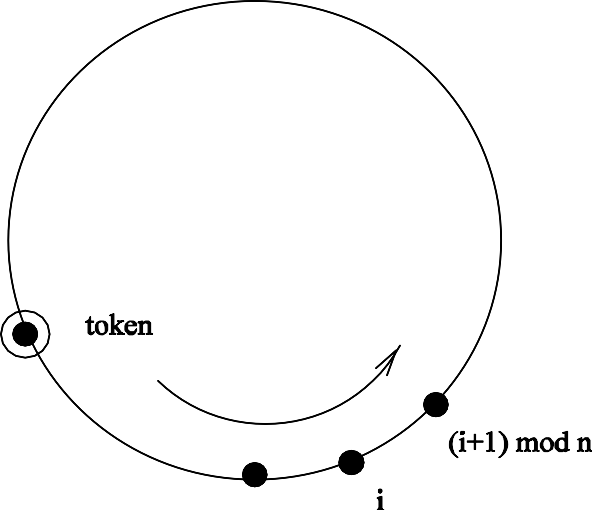 token
(i+1) mod n
i